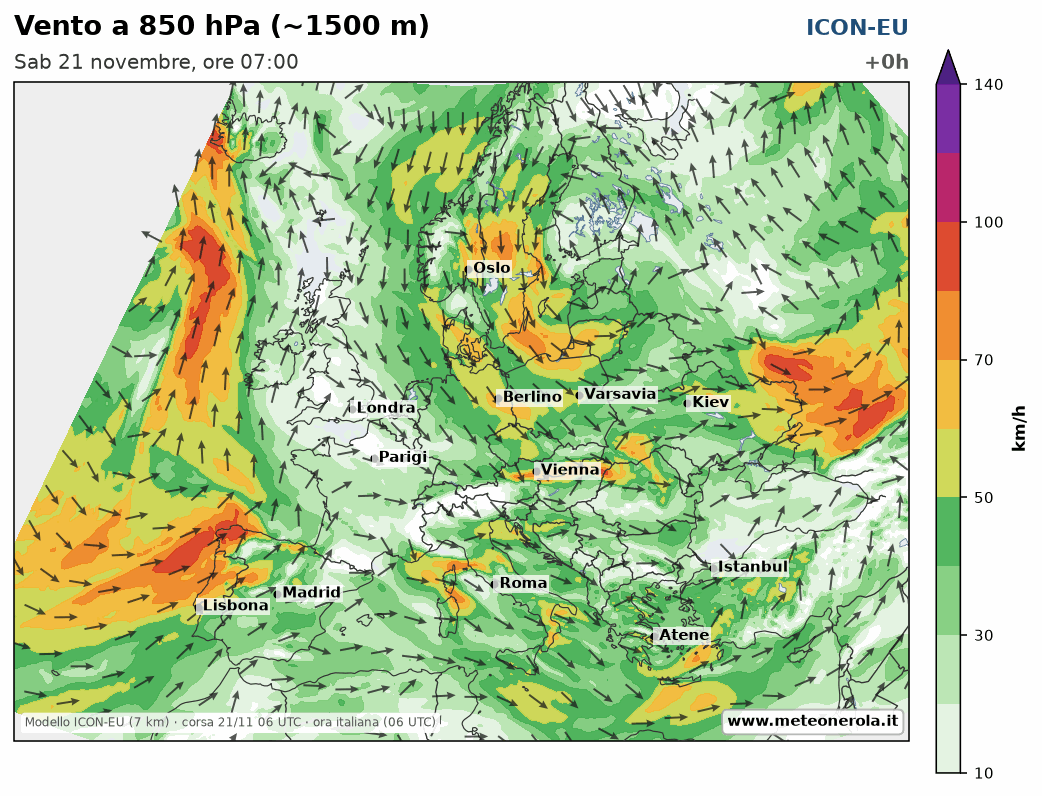 Vento a 850 hPa (~1500 m)
ICON-EU
Sab 21 novembre, ore 07:00
+0h
140
100
70
50
30
10
km/h
Oslo
Berlino
Varsavia
Kiev
Londra
Parigi
Vienna
Istanbul
Roma
Madrid
Lisbona
Atene
Modello ICON-EU (7 km) · corsa 21/11 06 UTC · ora italiana (06 UTC)
www.meteonerola.it